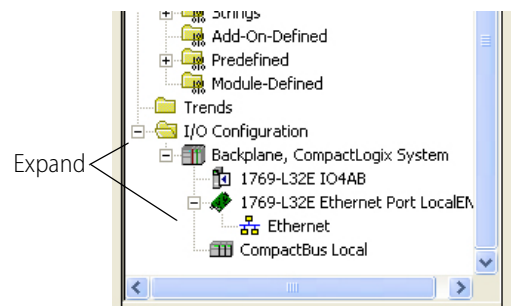 Strings
Add-On-Defined
Predefined
Module-Defined
Trends
I/O Configuration
Backplane, CompactLogix System
Expand
1769-L32E IO4AB
1769-L32E Ethernet Port LocalEN
Ethernet
CompactBus Local